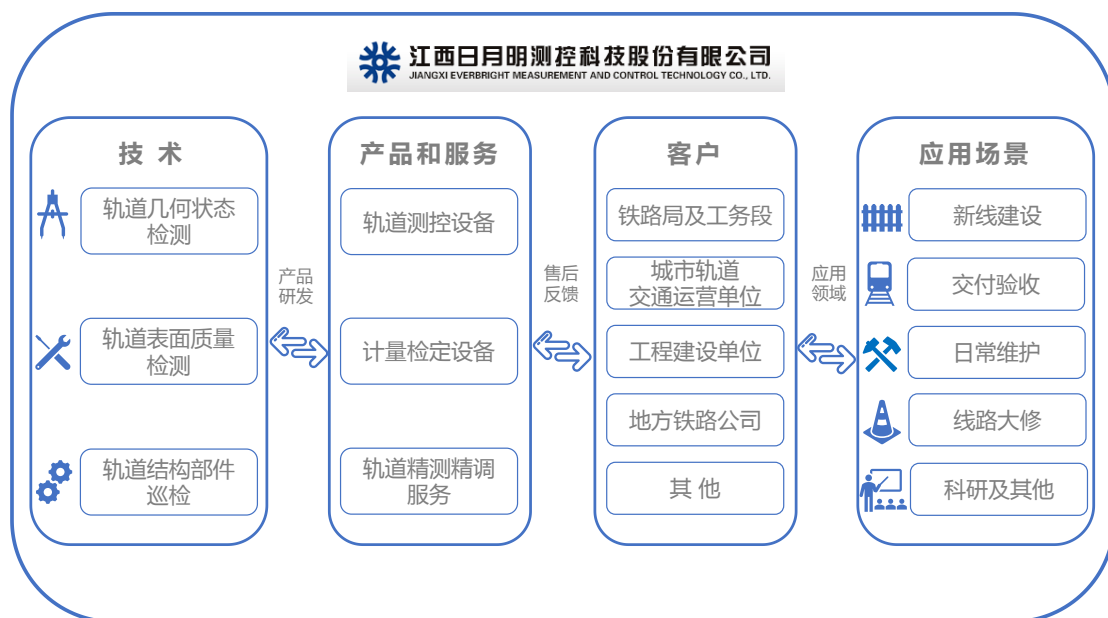 江西日月明测控科技股份有限公司
JIANGXI EVERBRIGHT MEASUREMENT AND CONTROL TECHNOLOGY CO., LTD.
技 术
轨道几何状态
检测
轨道表面质量
检测
轨道结构部件
巡检
产品
研发
产品和服务
轨道测控设备
计量检定设备
轨道精测精调
服务
售后
反馈
客户
铁路局及工务段
城市轨道
交通运营单位
工程建设单位
地方铁路公司
其 他
应用
领域
应用场景
新线建设
交付验收
日常维护
线路大修
科研及其他